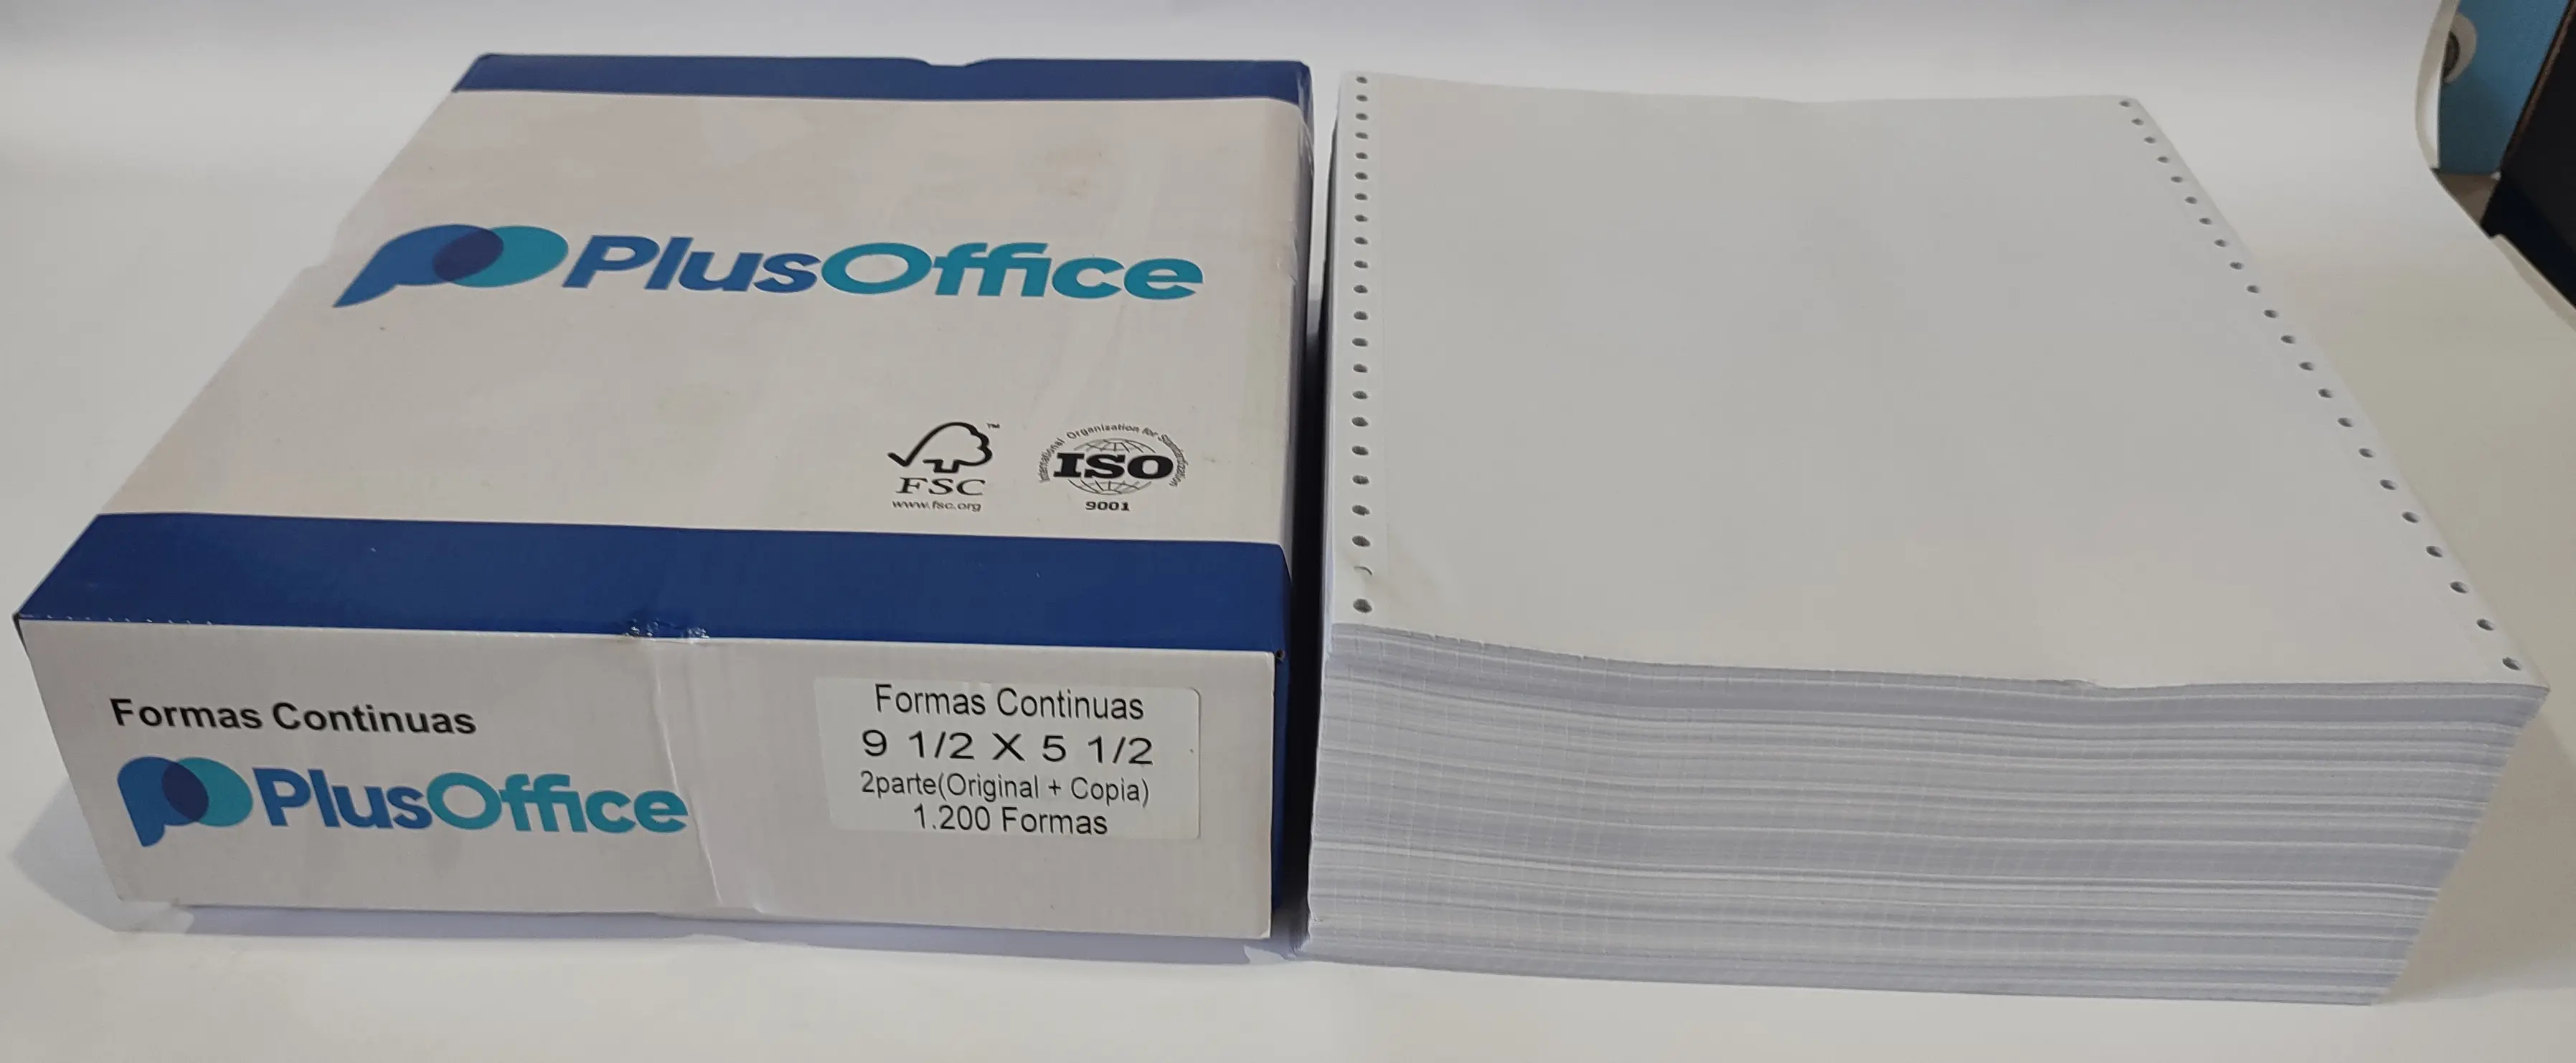 PlusOffice
FSC
™
www.fsc.org
International Organization for Standardization
ISO
9001
Formas Continuas
PlusOffice
Formas Continuas
9 1/2 X 5 1/2
2parte(Original + Copia)
1.200 Formas